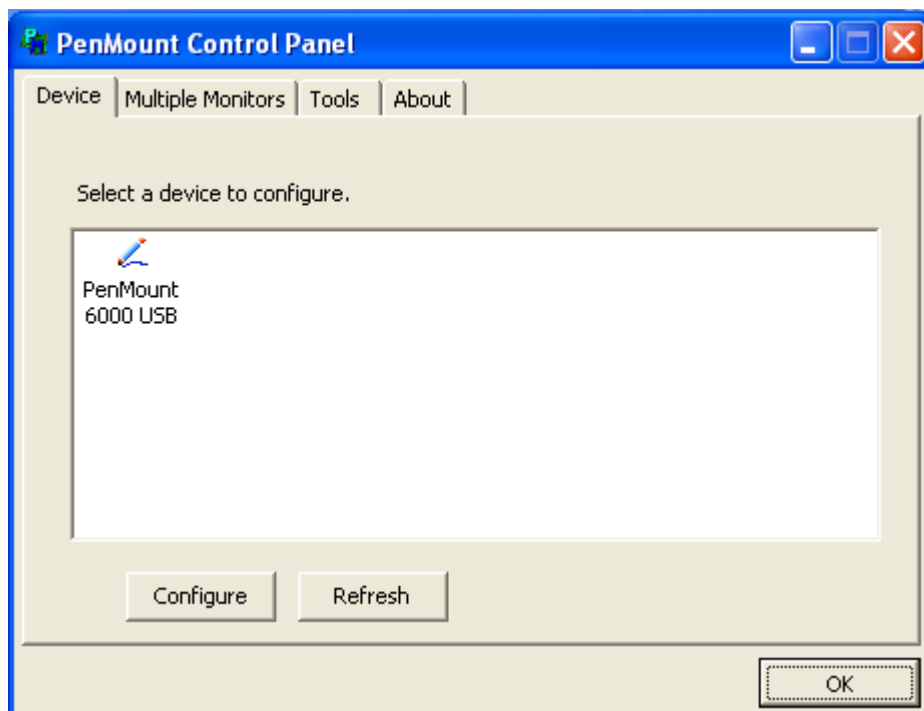 PenMount Control Panel
Device Multiple Monitors Tools About
Select a device to configure.
PenMount
6000 USB
Configure Refresh
OK